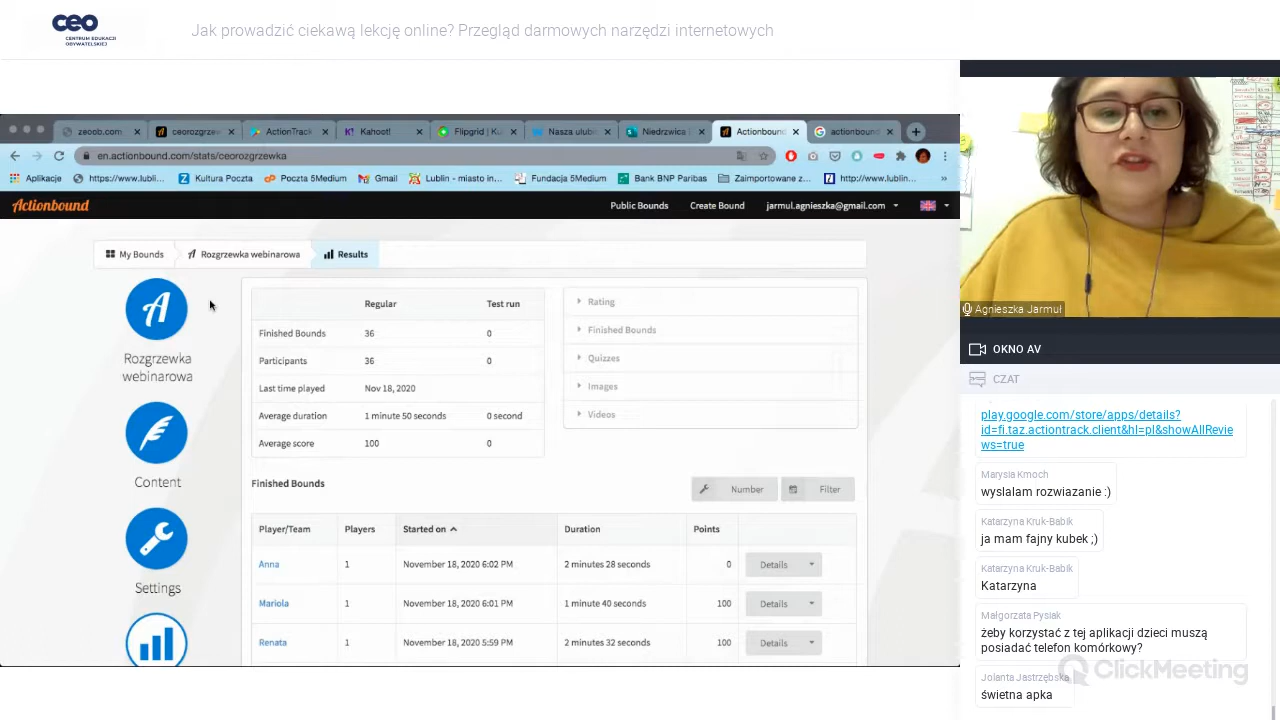 ceo
CENTRUM EDUKACJI
OBYWATELSKIEJ
Jak prowadzić ciekawą lekcję online? Przegląd darmowych narzędzi internetowych
zeoob.com
ceorozgrzew
ActionTrack
Kahoot!
Flipgrid | Ku
Nasza ulubi
Niedrzwica |
Actionbound
actionbound
en.actionbound.com/stats/ceorozgrzewka
Aplikacje
https://www.lubli...
Kultura Poczta
Poczta 5Medium
Gmail
Lublin - miasto in...
Fundacja 5Medium
Bank BNP Paribas
Zaimportowane z...
http://www.lublin...
»
Actionbound
Public Bounds
Create Bound
jarmul.agnieszka@gmail.com
My Bounds
Rozgrzewka webinarowa
Results
Rozgrzewka
webinarowa
Content
Settings
Regular Test run
Finished Bounds 36 0
Participants 36 0
Last time played Nov 18, 2020
Average duration 1 minute 50 seconds 0 second
Average score 100 0
Rating
Finished Bounds
Quizzes
Images
Videos
Finished Bounds
Number
Filter
Player/Team Players Started on Duration Points
Anna 1 November 18, 2020 6:02 PM 2 minutes 28 seconds 0 Details
Mariola 1 November 18, 2020 6:01 PM 1 minute 40 seconds 100 Details
Renata 1 November 18, 2020 5:59 PM 2 minutes 32 seconds 100 Details
Agnieszka Jarmuł
OKNO AV
CZAT
play.google.com/store/apps/details?
id=fi.taz.actiontrack.client&hl=pl&showAllRevie
ws=true
Marysia Kmoch
wyslalam rozwiazanie :)
Katarzyna Kruk-Babik
ja mam fajny kubek ;)
Katarzyna Kruk-Babik
Katarzyna
Małgorzata Pysiak
żeby korzystać z tej aplikacji dzieci muszą
posiadać telefon komórkowy?
Jolanta Jastrzębska
świetna apka
ClickMeeting